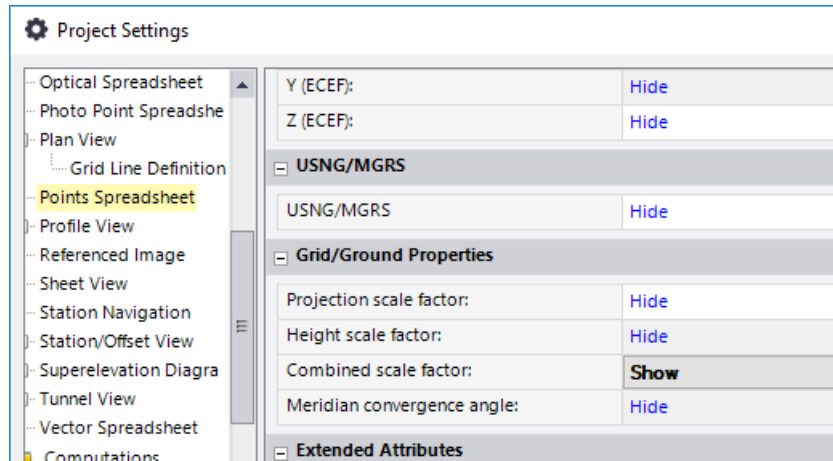 Project Settings
Optical Spreadsheet
Photo Point Spreadshe
Plan View
Grid Line Definition
Points Spreadsheet
Profile View
Referenced Image
Sheet View
Station Navigation
Station/Offset View
Superelevation Diagra
Tunnel View
Vector Spreadsheet
Computations
Y (ECEF): Hide
Z (ECEF): Hide
USNG/MGRS
USNG/MGRS Hide
Grid/Ground Properties
Projection scale factor: Hide
Height scale factor: Hide
Combined scale factor: Show
Meridian convergence angle: Hide
Extended Attributes